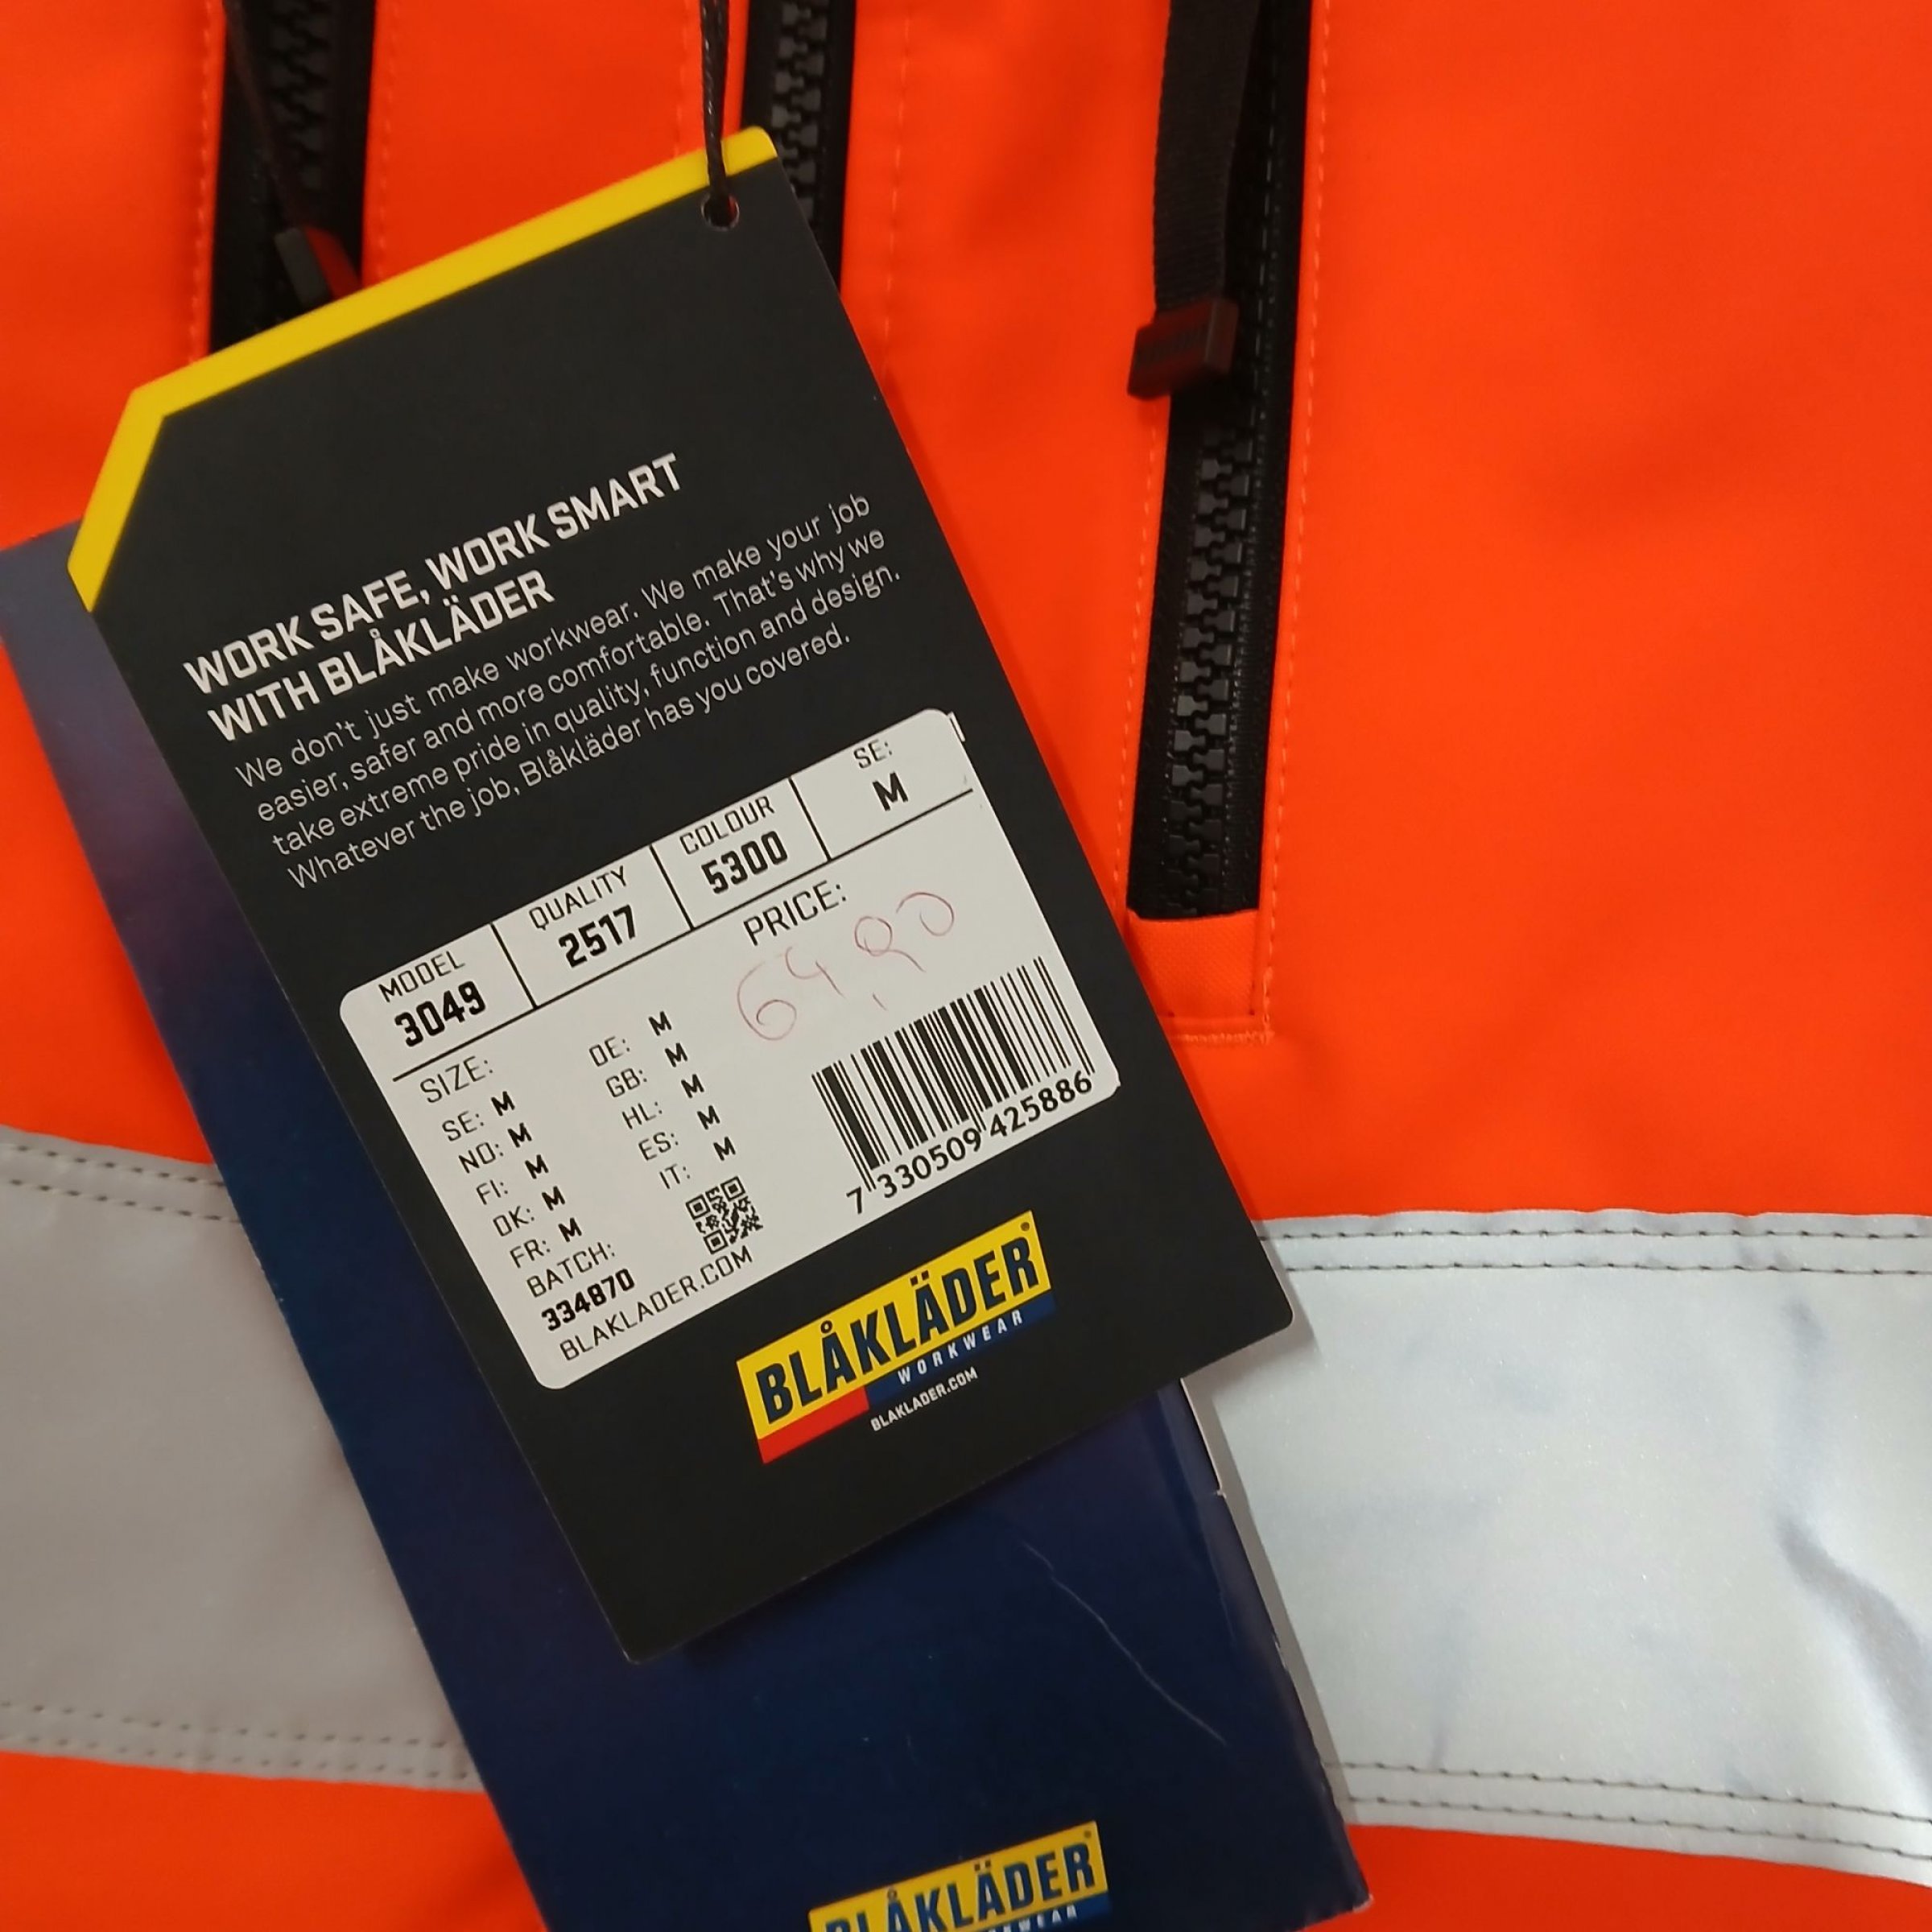 WORK SAFE, WORK SMART
WITH BLÅKLÄDER
We don't just make workwear. We make your job
easier, safer and more comfortable. That's why we
take extreme pride in quality, function and design.
Whatever the job, Blåkläder has you covered.
MODEL QUALITY COLOUR SE:
3049 2517 5300 M
SIZE: PRICE:
64,90
SE: M DE: M
NO: M GB: M
FI: M HL: M
DK: M ES: M
FR: M IT: M
BATCH:
334870
BLAKLADER.COM
7 330509 425886
BLÅKLÄDER®
WORKWEAR
BLAKLADER.COM
BLÅKLÄDER®